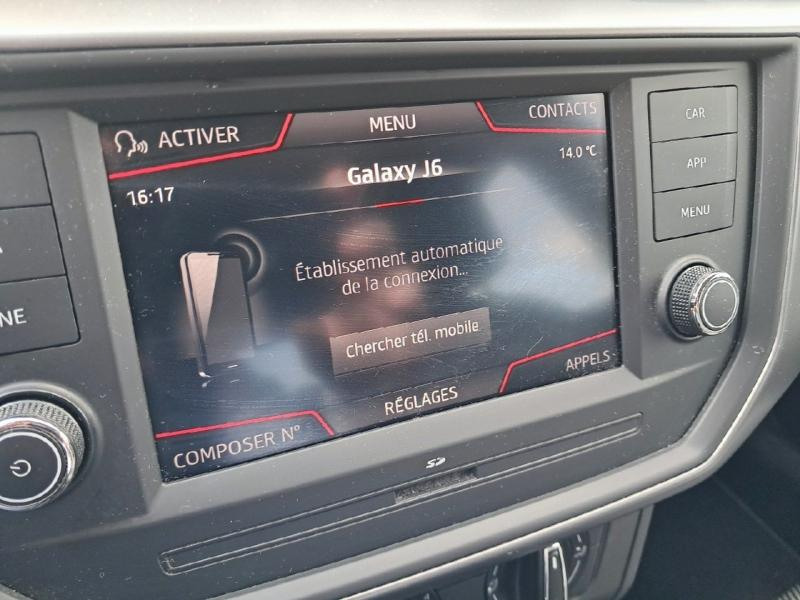 ACTIVER
MENU
CONTACTS
CAR
16:17
Galaxy J6
14.0 °C
APP
MENU
Établissement automatique
de la connexion...
NE
Chercher tél. mobile
APPELS
RÉGLAGES
COMPOSER N°
SD